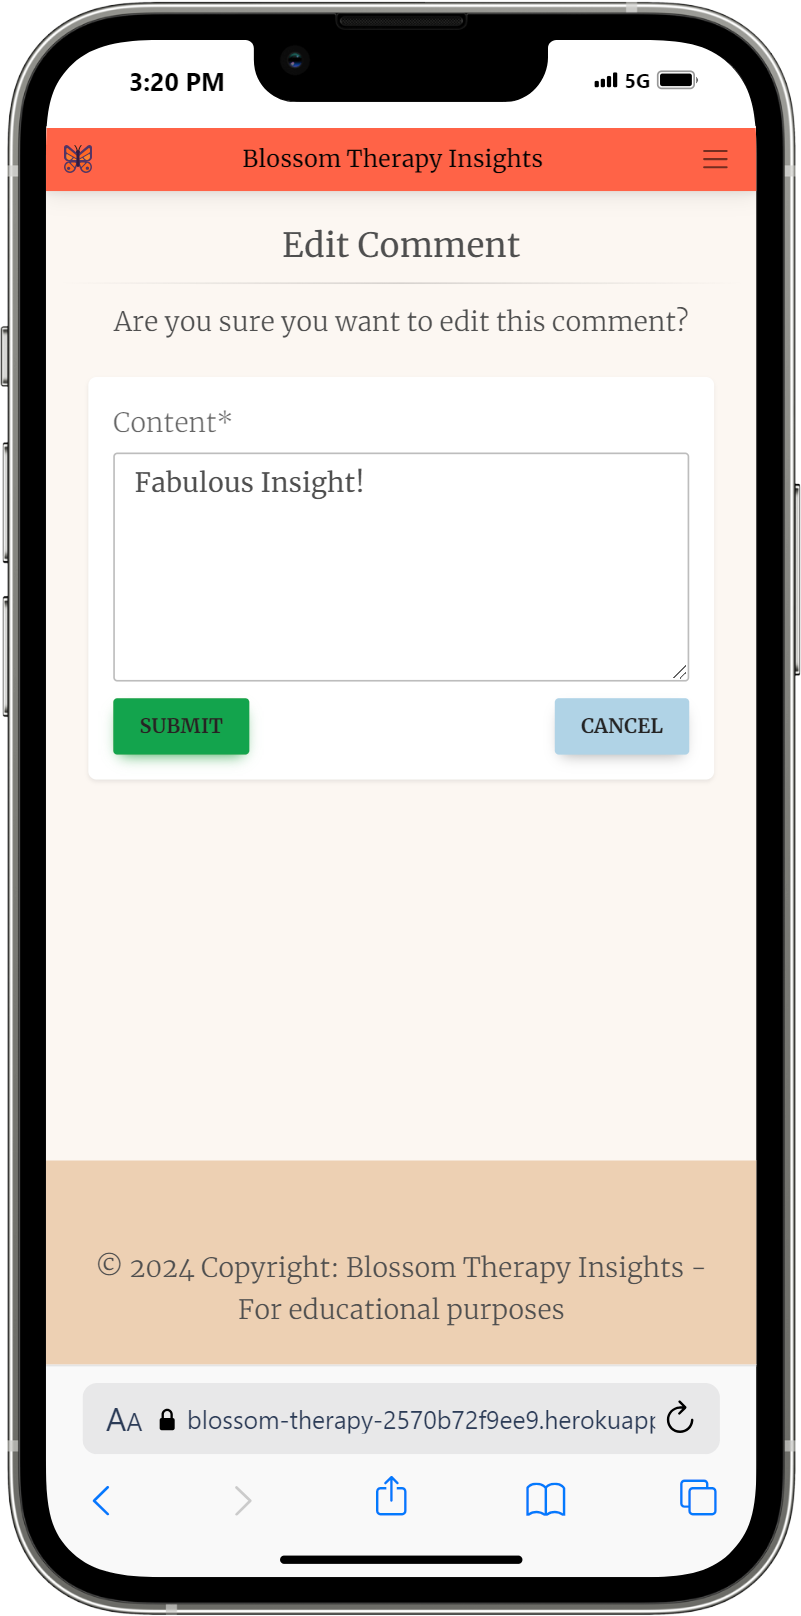 3:20 PM
5G
Blossom Therapy Insights
Edit Comment
Are you sure you want to edit this comment?
Content*
Fabulous Insight!
SUBMIT
CANCEL
© 2024 Copyright: Blossom Therapy Insights -
For educational purposes
AA blossom-therapy-2570b72f9ee9.herokuapp